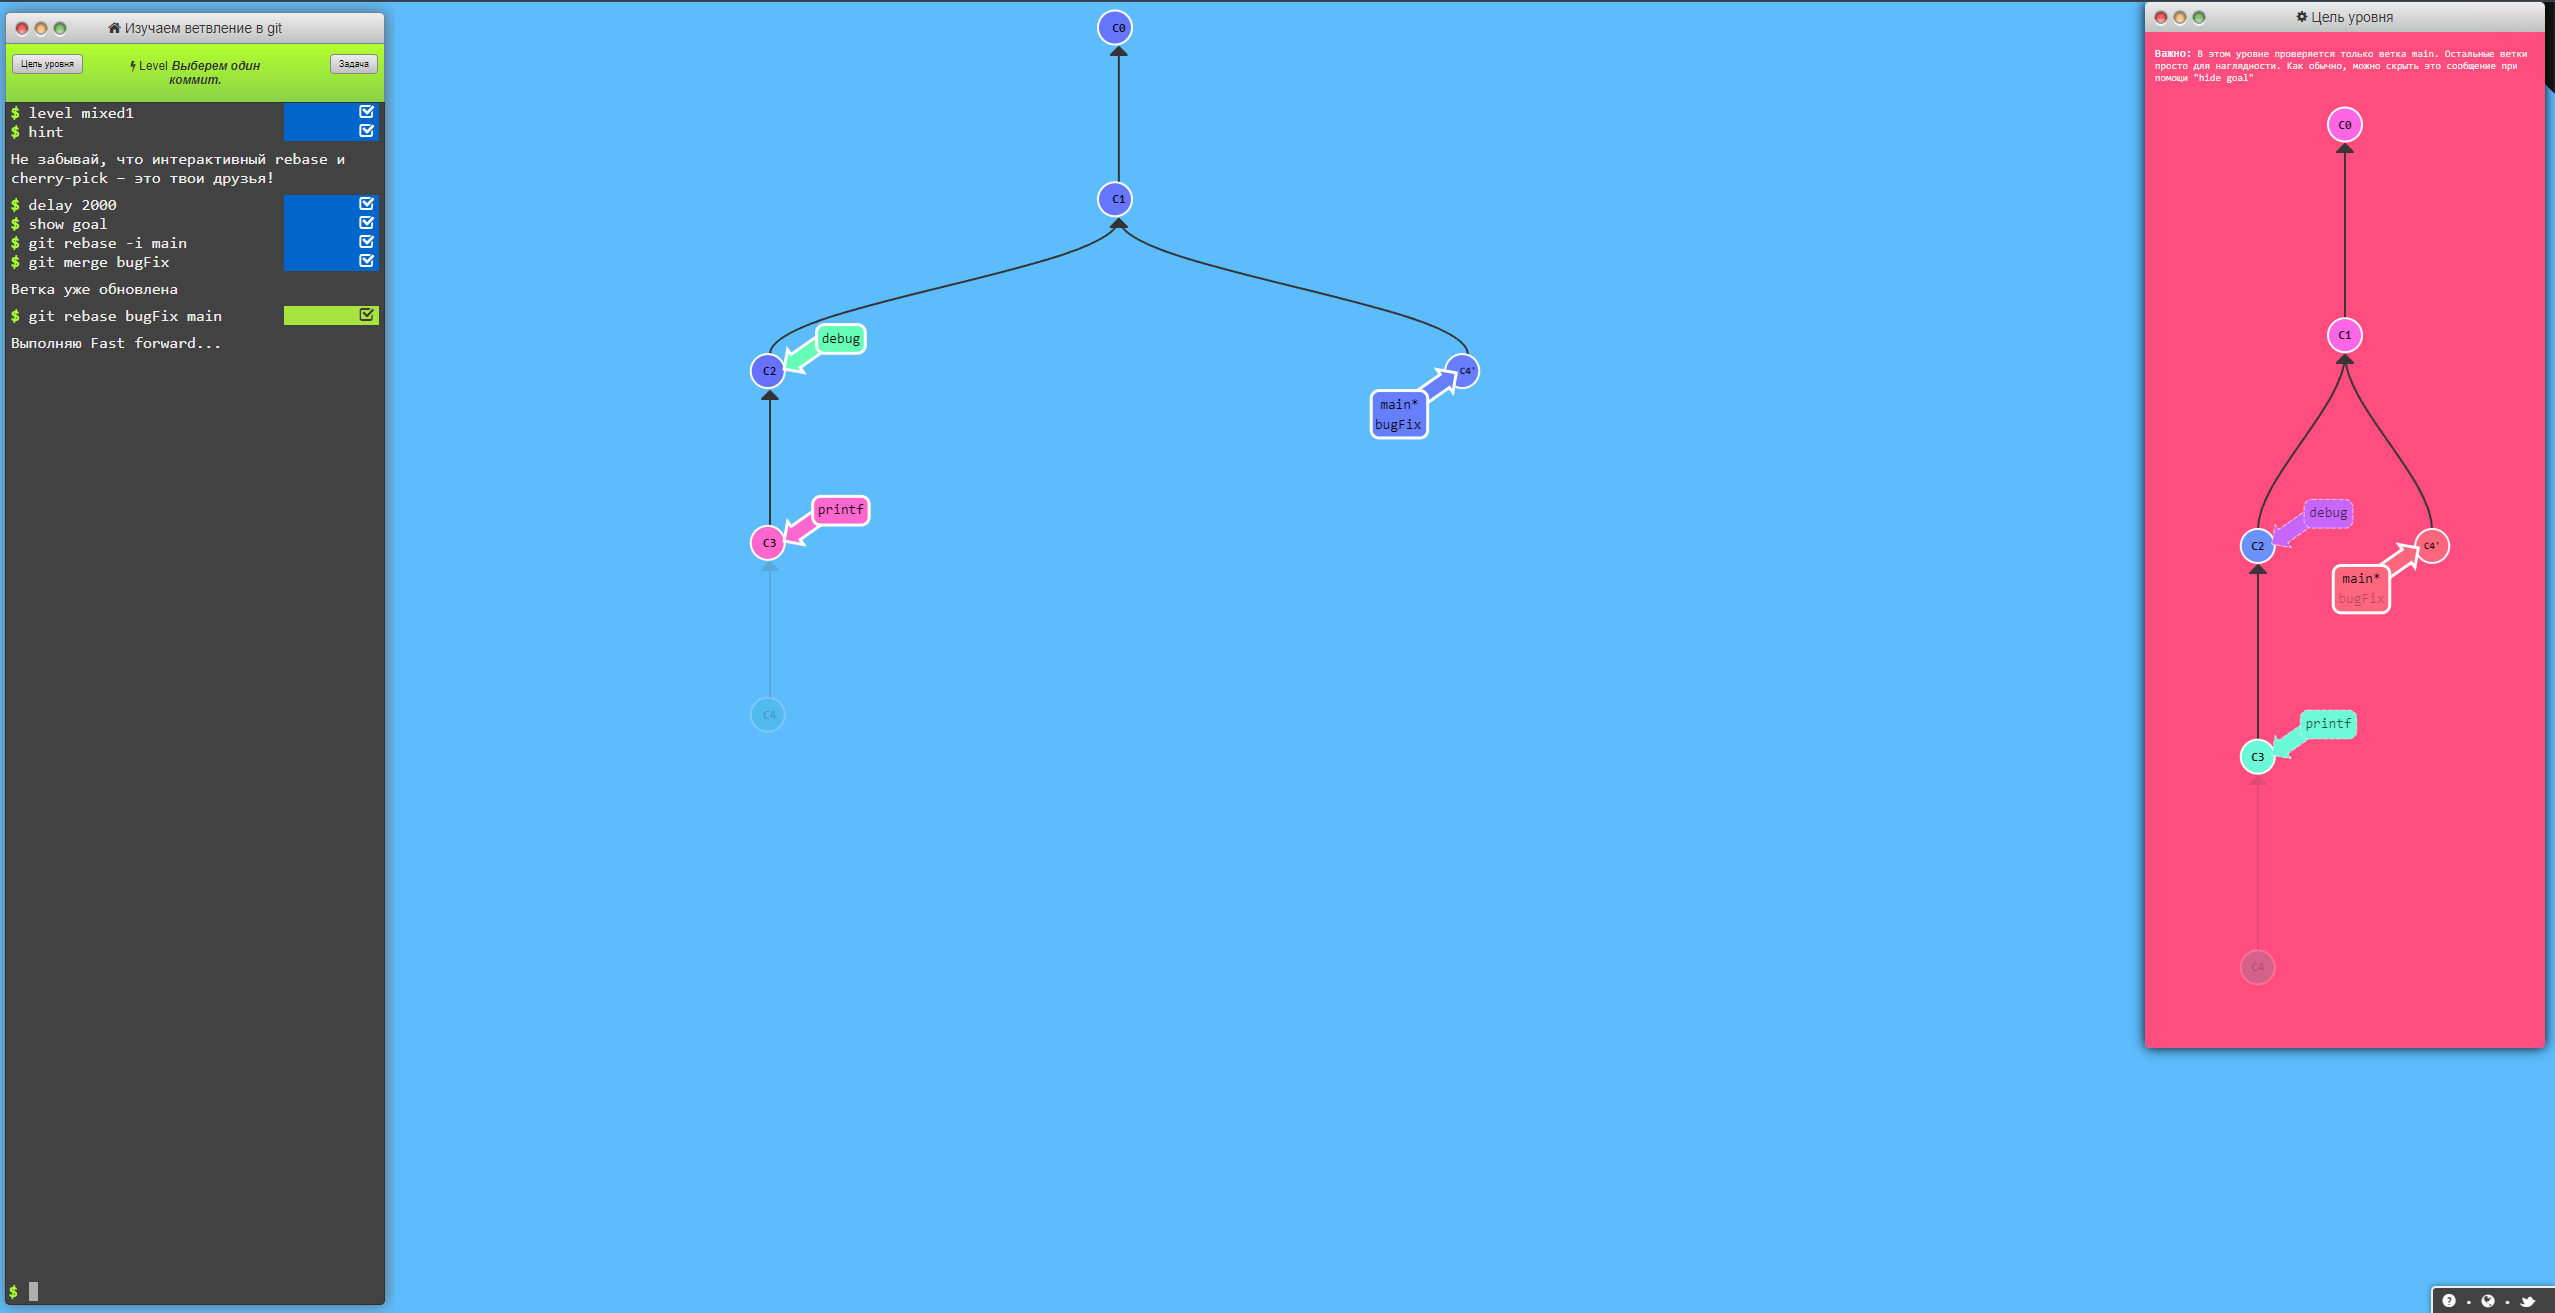 Изучаем ветвление в git
Цель уровня
Level Выберем один
коммит.
Задача
$ level mixed1
$ hint
Не забывай, что интерактивный rebase и
cherry-pick – это твои друзья!
$ delay 2000
$ show goal
$ git rebase -i main
$ git merge bugFix
Ветка уже обновлена
$ git rebase bugFix main
Выполняю Fast forward...
$
C0
C1
debug
C2
C4'
main*
bugFix
printf
C3
C4
Цель уровня
Важно: В этом уровне проверяется только ветка main. Остальные ветки
просто для наглядности. Как обычно, можно скрыть это сообщение при
помощи "hide goal"
C0
C1
debug
C2
C4'
main*
bugFix
printf
C3
C4